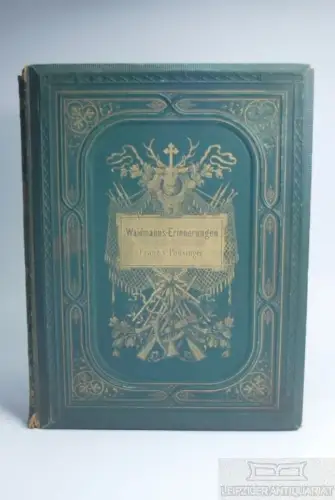 Waidmanns-Erinnerungen
LEIPZIGER ANTIQUARIAT